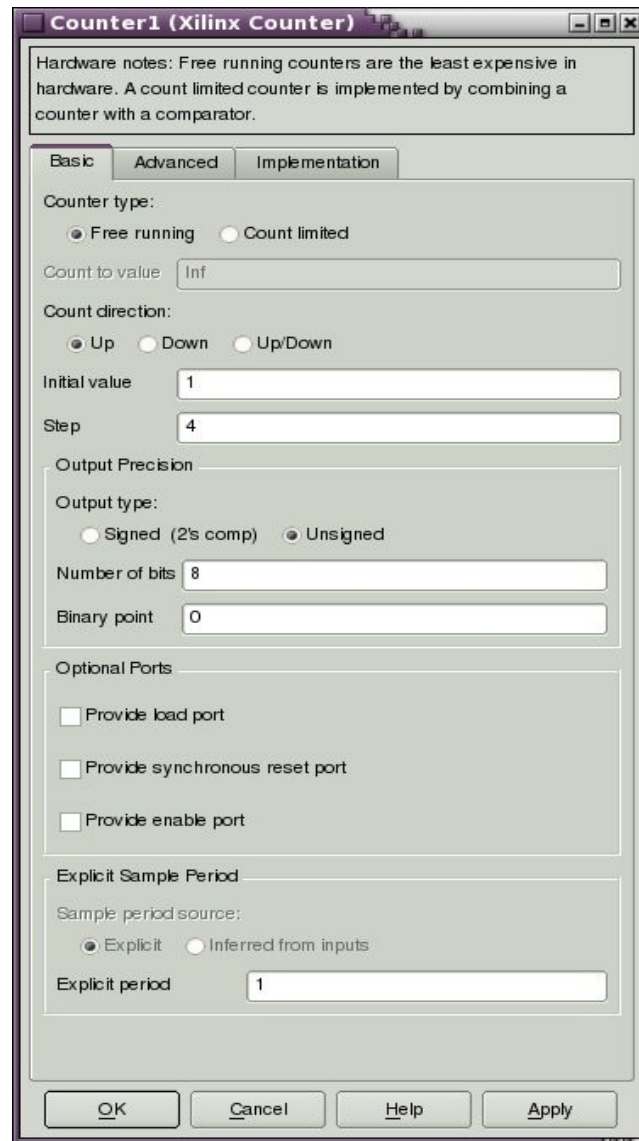 Counter1 (Xilinx Counter)
Hardware notes: Free running counters are the least expensive in
hardware. A count limited counter is implemented by combining a
counter with a comparator.
Basic Advanced Implementation
Counter type:
Free running Count limited
Count to value Inf
Count direction:
Up Down Up/Down
Initial value 1
Step 4
Output Precision
Output type:
Signed (2's comp) Unsigned
Number of bits 8
Binary point 0
Optional Ports
Provide load port
Provide synchronous reset port
Provide enable port
Explicit Sample Period
Sample period source:
Explicit Inferred from inputs
Explicit period 1
OK Cancel Help Apply